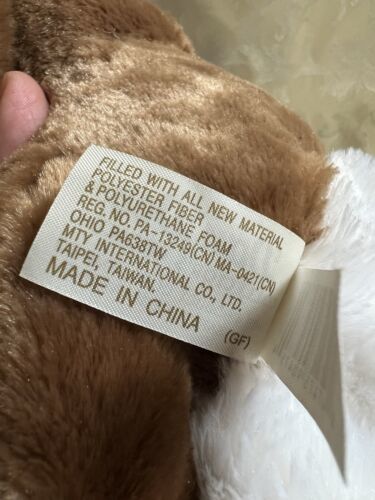 FILLED WITH ALL NEW MATERIAL
POLYESTER FIBER
& POLYURETHANE FOAM
REG. NO. PA-13249(CN) MA-0421(CN)
OHIO PA638TW
MTY INTERNATIONAL CO., LTD.
TAIPEI, TAIWAN.
MADE IN CHINA
(GF)